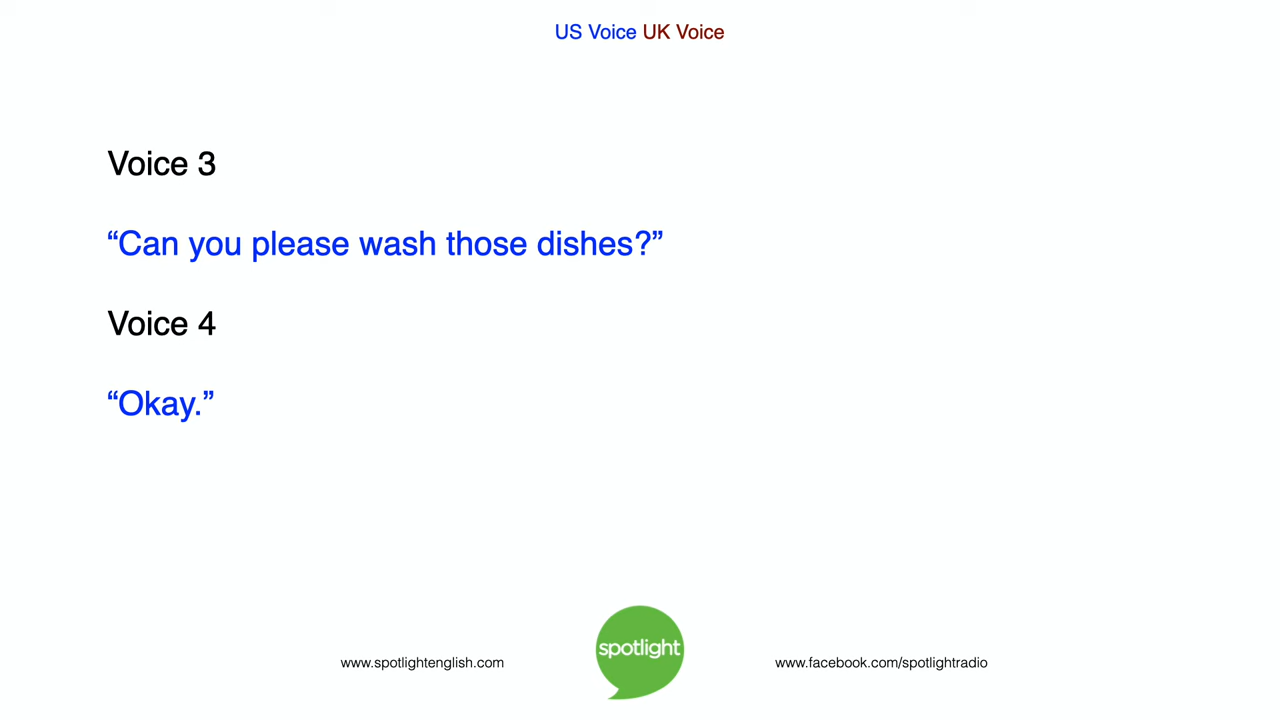 US Voice UK Voice
Voice 3
“Can you please wash those dishes?”
Voice 4
“Okay.”
spotlight
www.spotlightenglish.com
www.facebook.com/spotlightradio